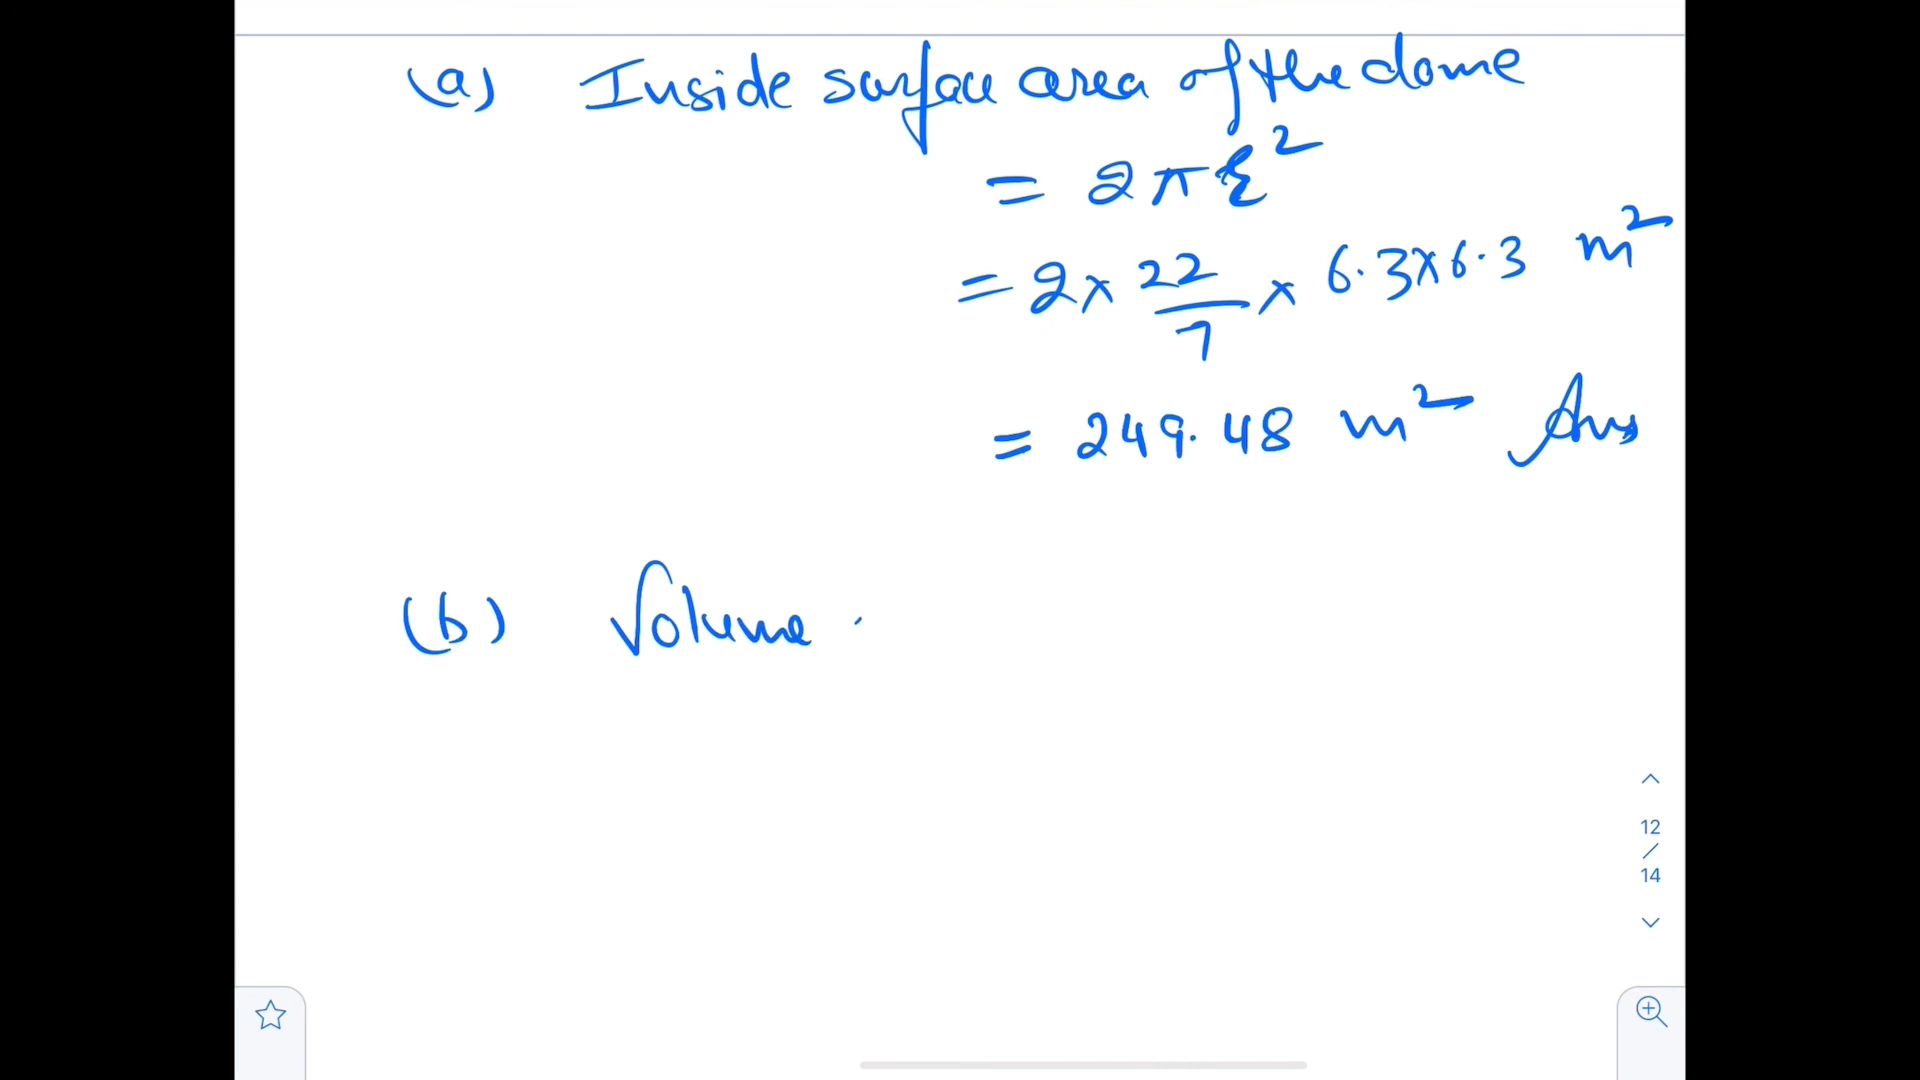 (a) Inside surface area of the dome
= 2πr²
= 2 × 22/7 × 6.3 × 6.3 m²
= 249.48 m² Ans
(b) Volume .
12
/
14